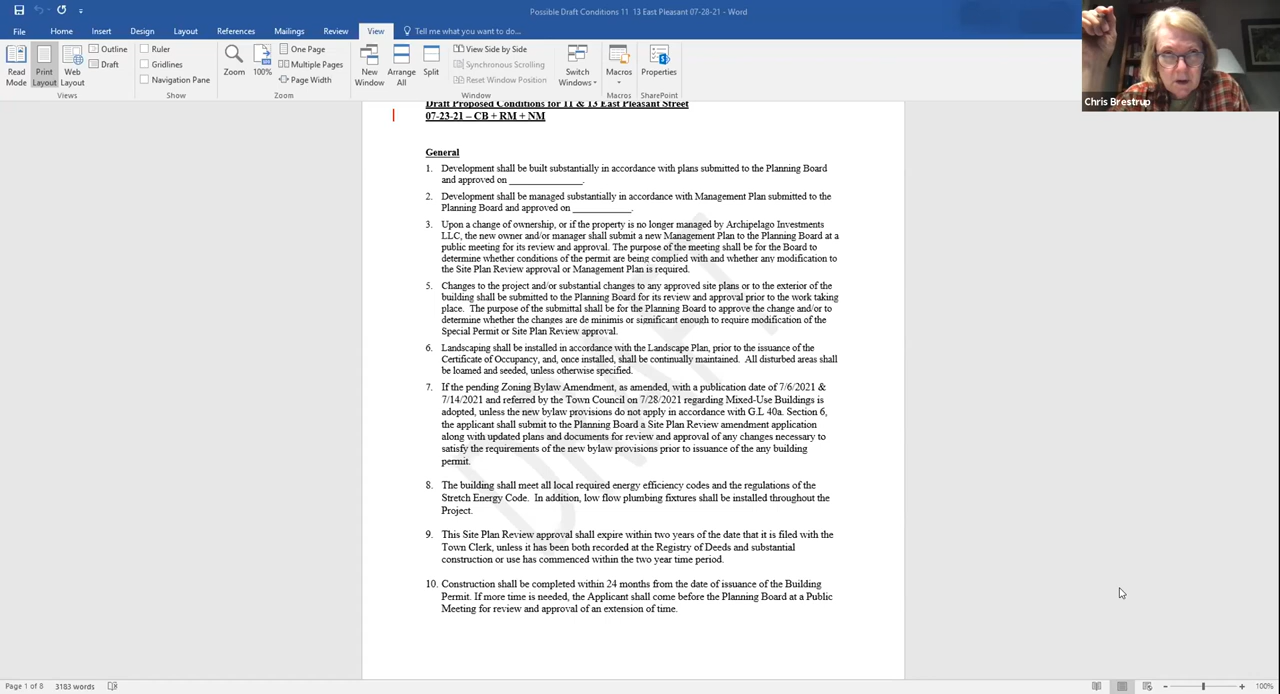 Possible Draft Conditions 11 13 East Pleasant 07-28-21 - Word
File Home Insert Design Layout References Mailings Review View Tell me what you want to do...
Read Mode
Print Layout
Web Layout
Outline
Draft
Views
Ruler
Gridlines
Navigation Pane
Show
Zoom
100%
One Page
Multiple Pages
Page Width
Zoom
New Window
Arrange All
Split
View Side by Side
Synchronous Scrolling
Reset Window Position
Window
Switch Windows
Macros
Macros
Properties
SharePoint
Chris Brestrup
Draft Proposed Conditions for 11 & 13 East Pleasant Street
07-23-21 – CB + RM + NM
General
1. Development shall be built substantially in accordance with plans submitted to the Planning Board
and approved on _______________.
2. Development shall be managed substantially in accordance with Management Plan submitted to the
Planning Board and approved on ____________.
3. Upon a change of ownership, or if the property is no longer managed by Archipelago Investments
LLC, the new owner and/or manager shall submit a new Management Plan to the Planning Board at a
public meeting for its review and approval. The purpose of the meeting shall be for the Board to
determine whether conditions of the permit are being complied with and whether any modification to
the Site Plan Review approval or Management Plan is required.
5. Changes to the project and/or substantial changes to any approved site plans or to the exterior of the
building shall be submitted to the Planning Board for its review and approval prior to the work taking
place. The purpose of the submittal shall be for the Planning Board to approve the change and/or to
determine whether the changes are de minimis or significant enough to require modification of the
Special Permit or Site Plan Review approval.
6. Landscaping shall be installed in accordance with the Landscape Plan, prior to the issuance of the
Certificate of Occupancy, and, once installed, shall be continually maintained. All disturbed areas shall
be loamed and seeded, unless otherwise specified.
7. If the pending Zoning Bylaw Amendment, as amended, with a publication date of 7/6/2021 &
7/14/2021 and referred by the Town Council on 7/28/2021 regarding Mixed-Use Buildings is
adopted, unless the new bylaw provisions do not apply in accordance with G.L 40a. Section 6,
the applicant shall submit to the Planning Board a Site Plan Review amendment application
along with updated plans and documents for review and approval of any changes necessary to
satisfy the requirements of the new bylaw provisions prior to issuance of the any building
permit.
8. The building shall meet all local required energy efficiency codes and the regulations of the
Stretch Energy Code. In addition, low flow plumbing fixtures shall be installed throughout the
Project.
9. This Site Plan Review approval shall expire within two years of the date that it is filed with the
Town Clerk, unless it has been both recorded at the Registry of Deeds and substantial
construction or use has commenced within the two year time period.
10. Construction shall be completed within 24 months from the date of issuance of the Building
Permit. If more time is needed, the Applicant shall come before the Planning Board at a Public
Meeting for review and approval of an extension of time.
DRAFT
Page 1 of 8 3183 words
100%